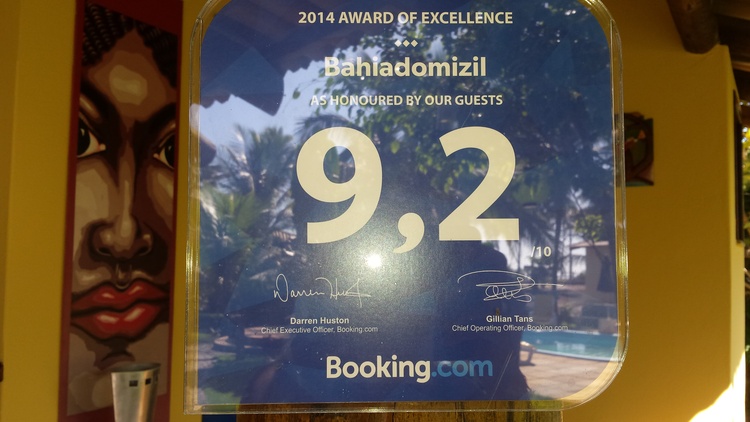 2014 AWARD OF EXCELLENCE
Bahiadomizil
AS HONOURED BY OUR GUESTS
9,2
/10
Darren Huston
Gillian Tans
Chief Executive Officer, Booking.com
Chief Operating Officer, Booking.com
Booking.com